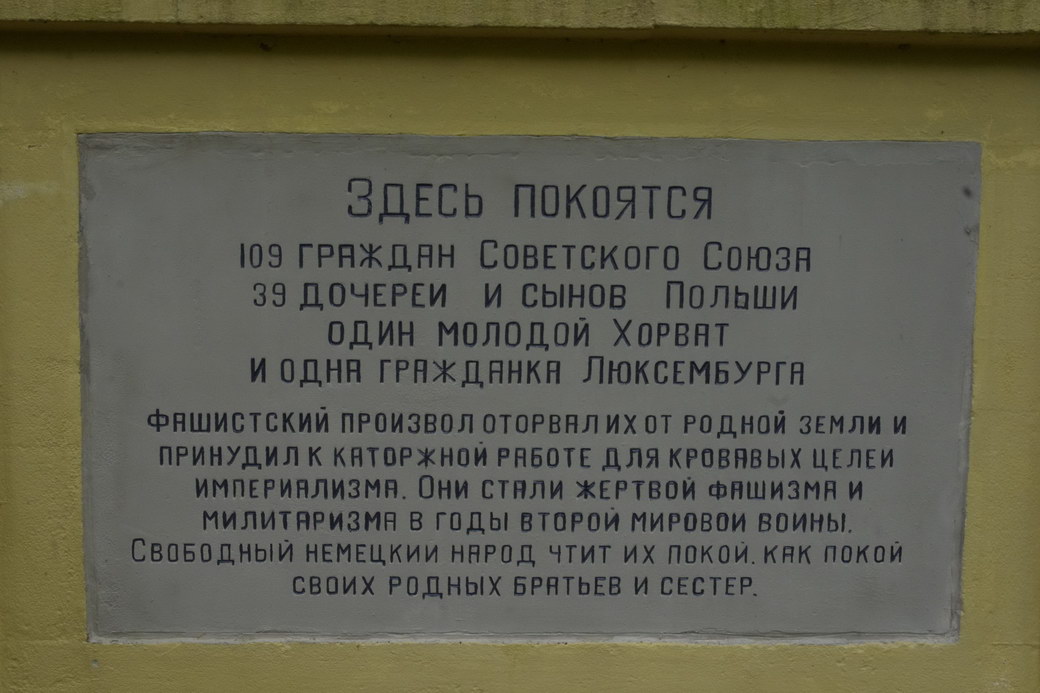 Здесь покоятся
109 граждан Советского Союза
39 дочереи и сынов Польши
один молодой Хорват
и одна гражданка Люксембурга
фашистский произвол оторвал их от родной земли и
принудил к каторжной работе для кровавых целеи
империализма. Они стали жертвой фашизма и
милитаризма в годы второй мировои воины.
Свободный немецкии народ чтит их покой. как покой
своих родных братьев и сестер.